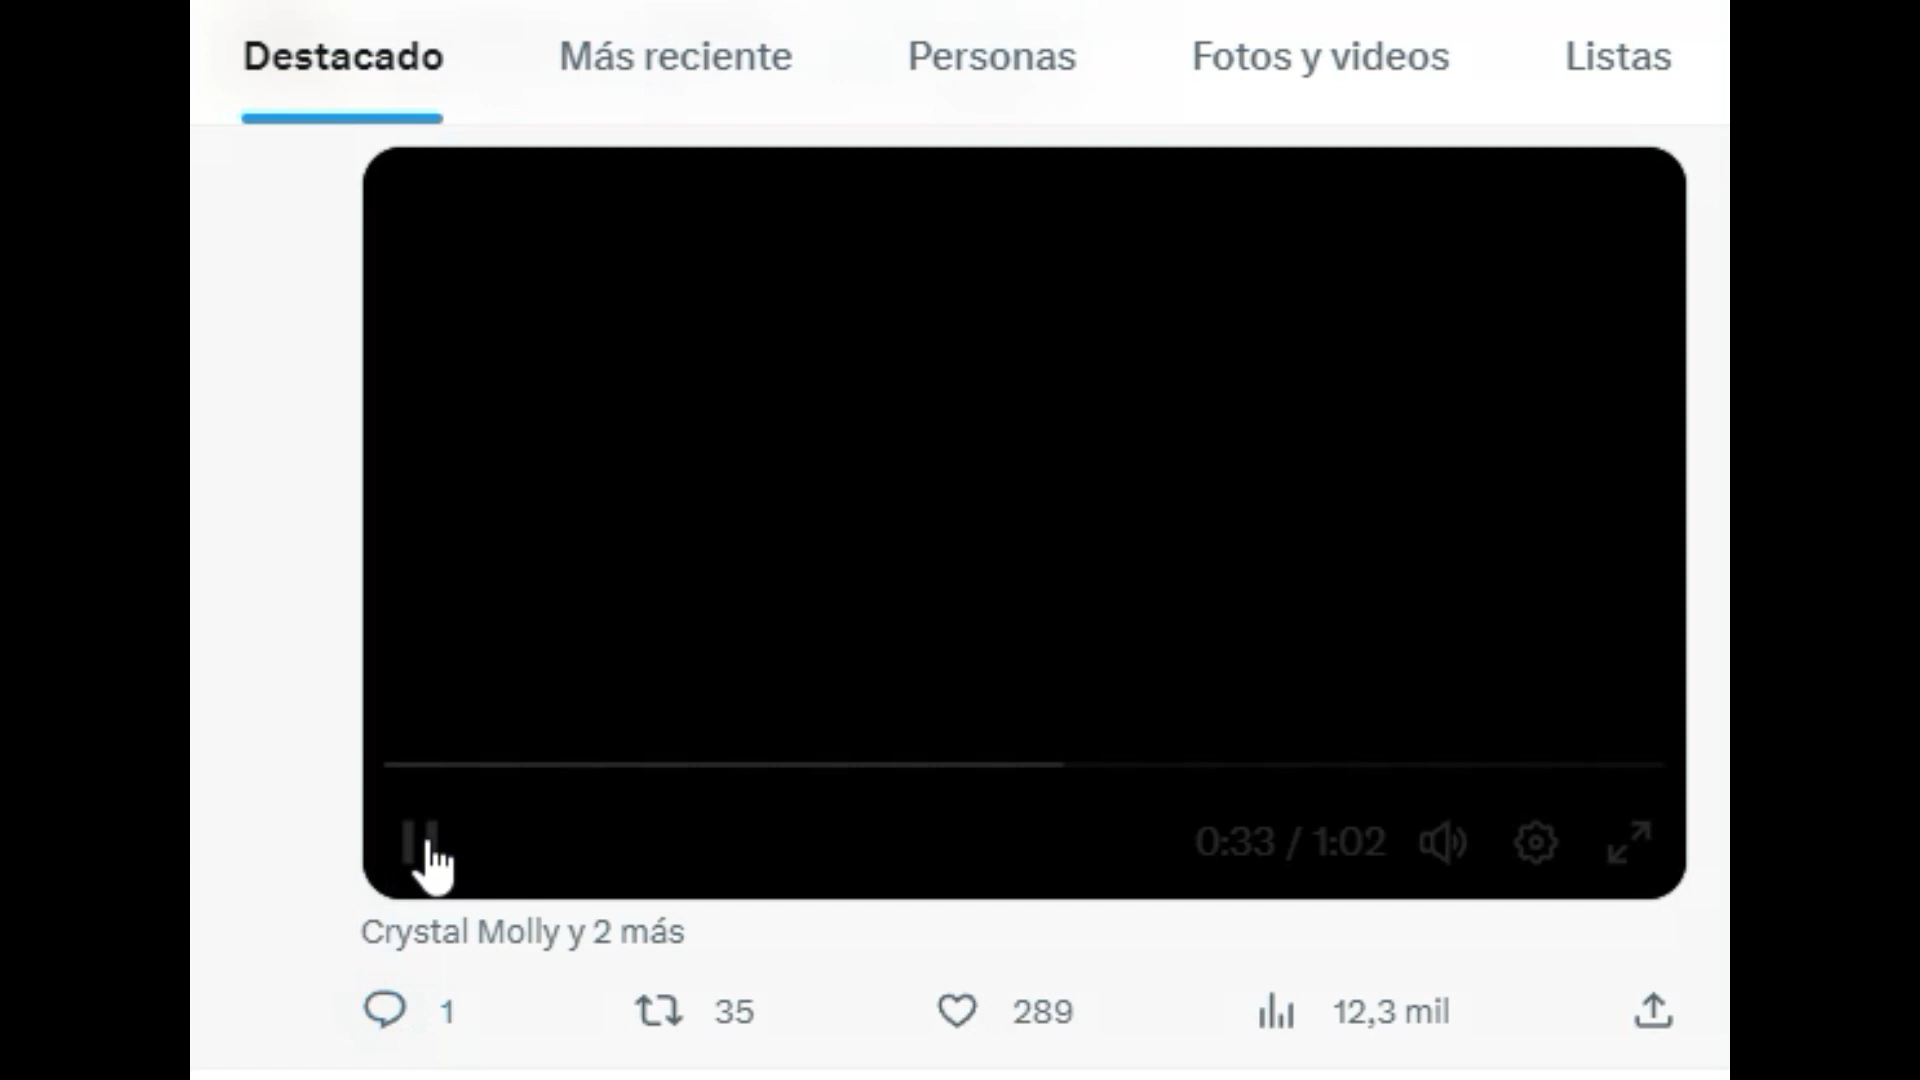 Destacado Más reciente Personas Fotos y videos Listas
0:33 / 1:02
Crystal Molly y 2 más
1 35 289 12,3 mil